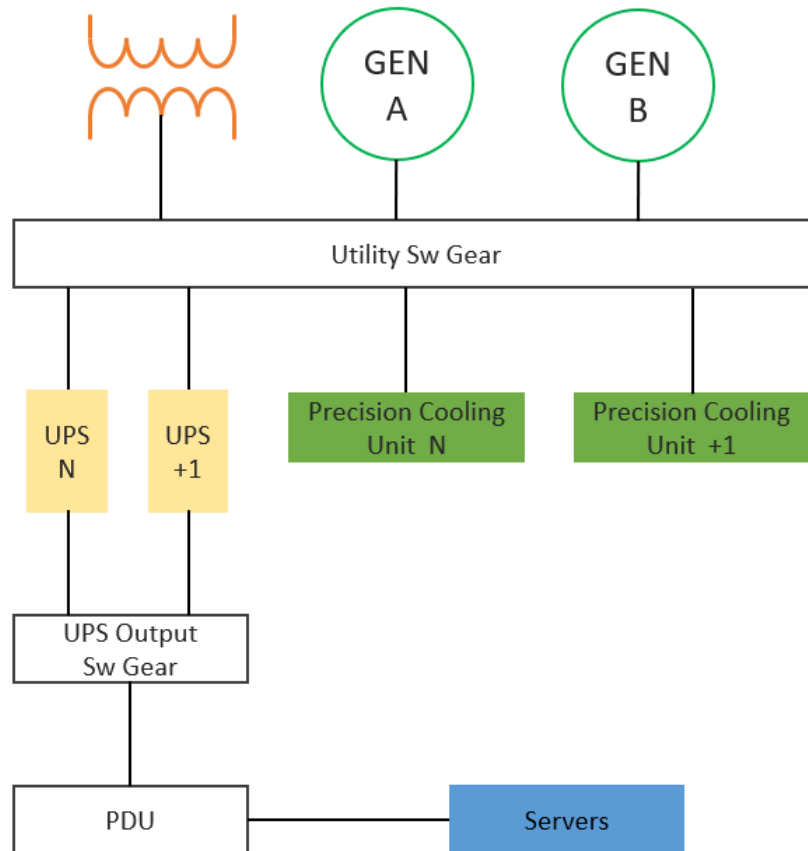 GEN
A
GEN
B
Utility Sw Gear
UPS
N
UPS
+1
Precision Cooling
Unit N
Precision Cooling
Unit +1
UPS Output
Sw Gear
PDU
Servers